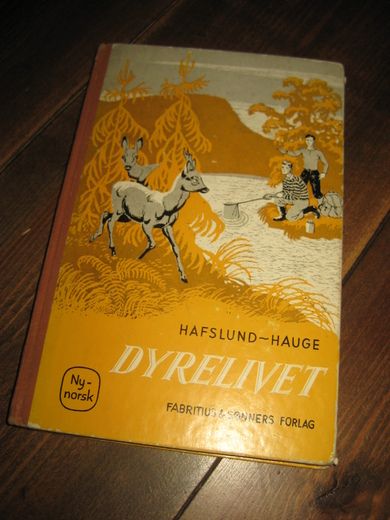 HAFSLUND~HAUGE
DYRELIVET
Ny-
norsk
FABRITIUS & SØNNERS FORLAG